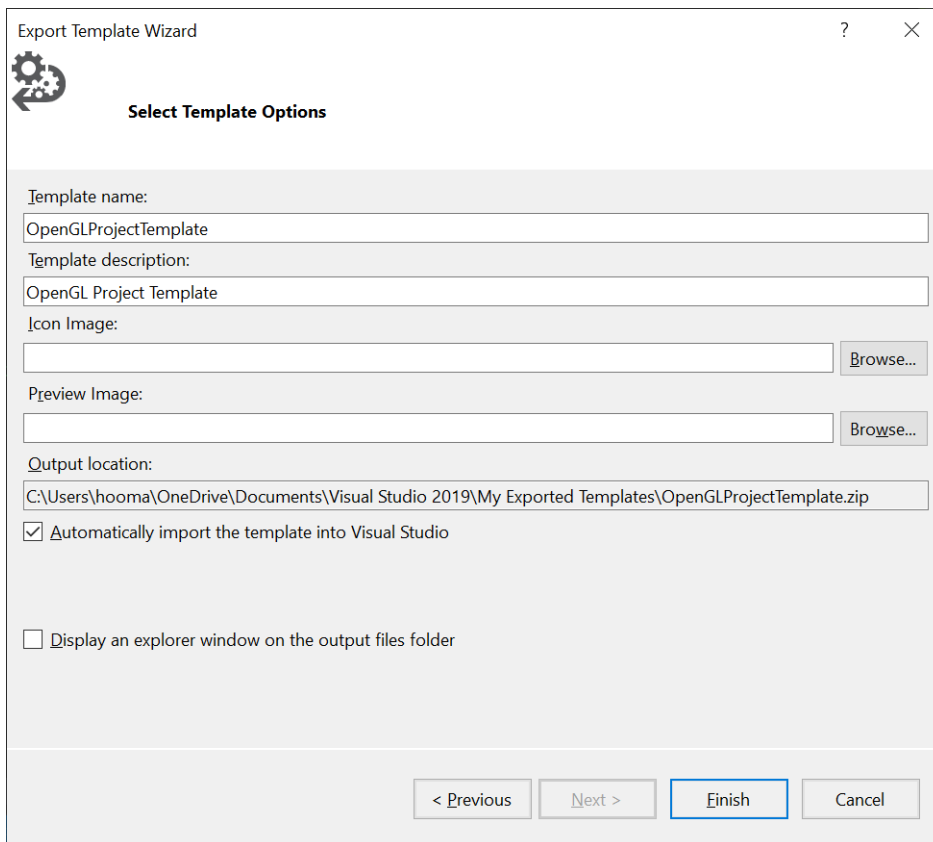 Export Template Wizard ?
Select Template Options
Template name:
OpenGLProjectTemplate
Template description:
OpenGL Project Template
Icon Image:
Browse...
Preview Image:
Browse...
Output location:
C:\Users\hooma\OneDrive\Documents\Visual Studio 2019\My Exported Templates\OpenGLProjectTemplate.zip
Automatically import the template into Visual Studio
Display an explorer window on the output files folder
< Previous Next > Finish Cancel